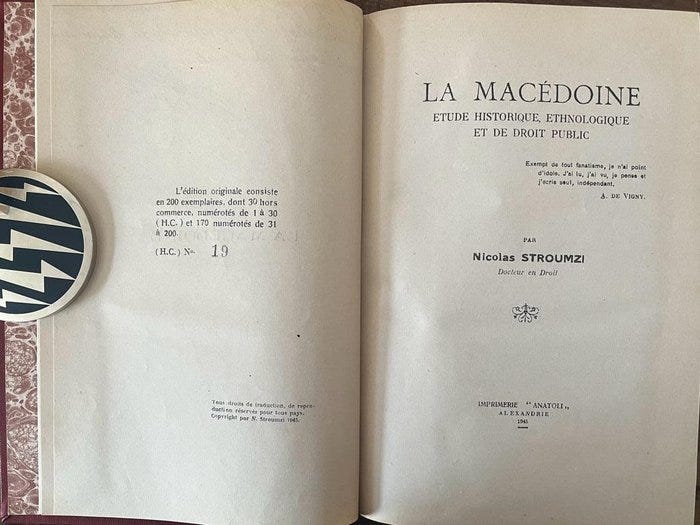 L'édition originale consiste
en 200 exemplaires, dont 30 hors
commerce, numérotés de 1 à 30
(H.C.) et 170 numérotés de 31
à 200.
(H.C.) No 19
Tous droits de traduction, de repro-
duction réservés pour tous pays.
Copyright par N. Stroumzi 1945.
LA MACÉDOINE
ETUDE HISTORIQUE, ETHNOLOGIQUE
ET DE DROIT PUBLIC
Exempt de tout fanatisme, je n'ai point
d'idole. J'ai lu, j'ai vu, je pense et
j'écris seul, indépendant.
A. DE VIGNY.
PAR
Nicolas STROUMZI
Docteur en Droit
IMPRIMERIE "ANATOLI„
ALEXANDRIE
1945